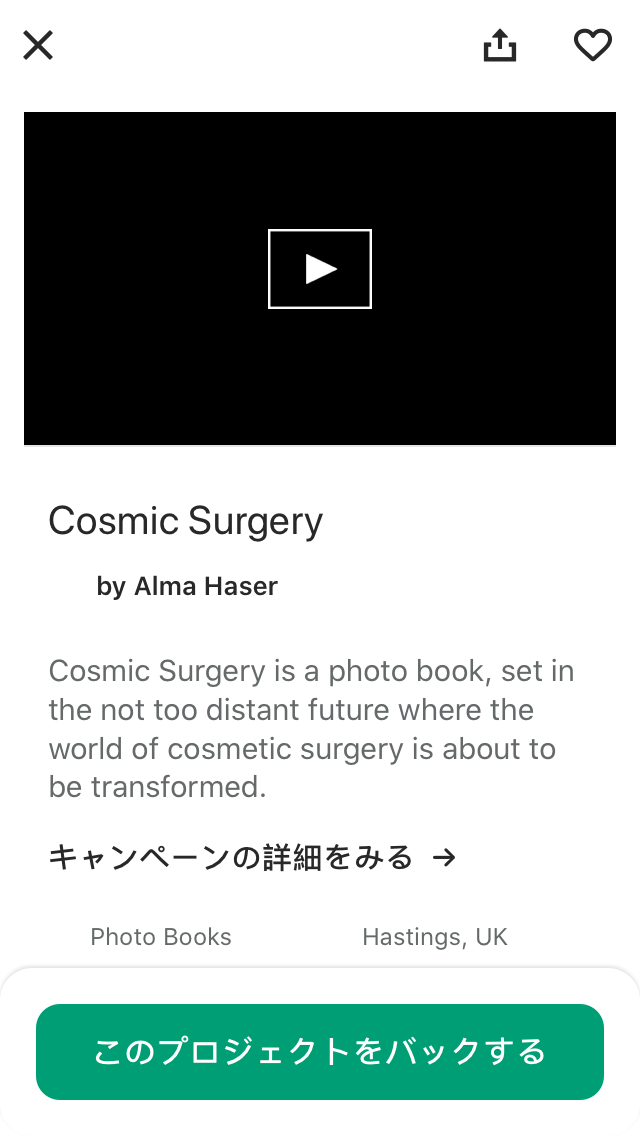 Cosmic Surgery
by Alma Haser
Cosmic Surgery is a photo book, set in
the not too distant future where the
world of cosmetic surgery is about to
be transformed.
キャンペーンの詳細をみる →
Photo Books
Hastings, UK
このプロジェクトをバックする